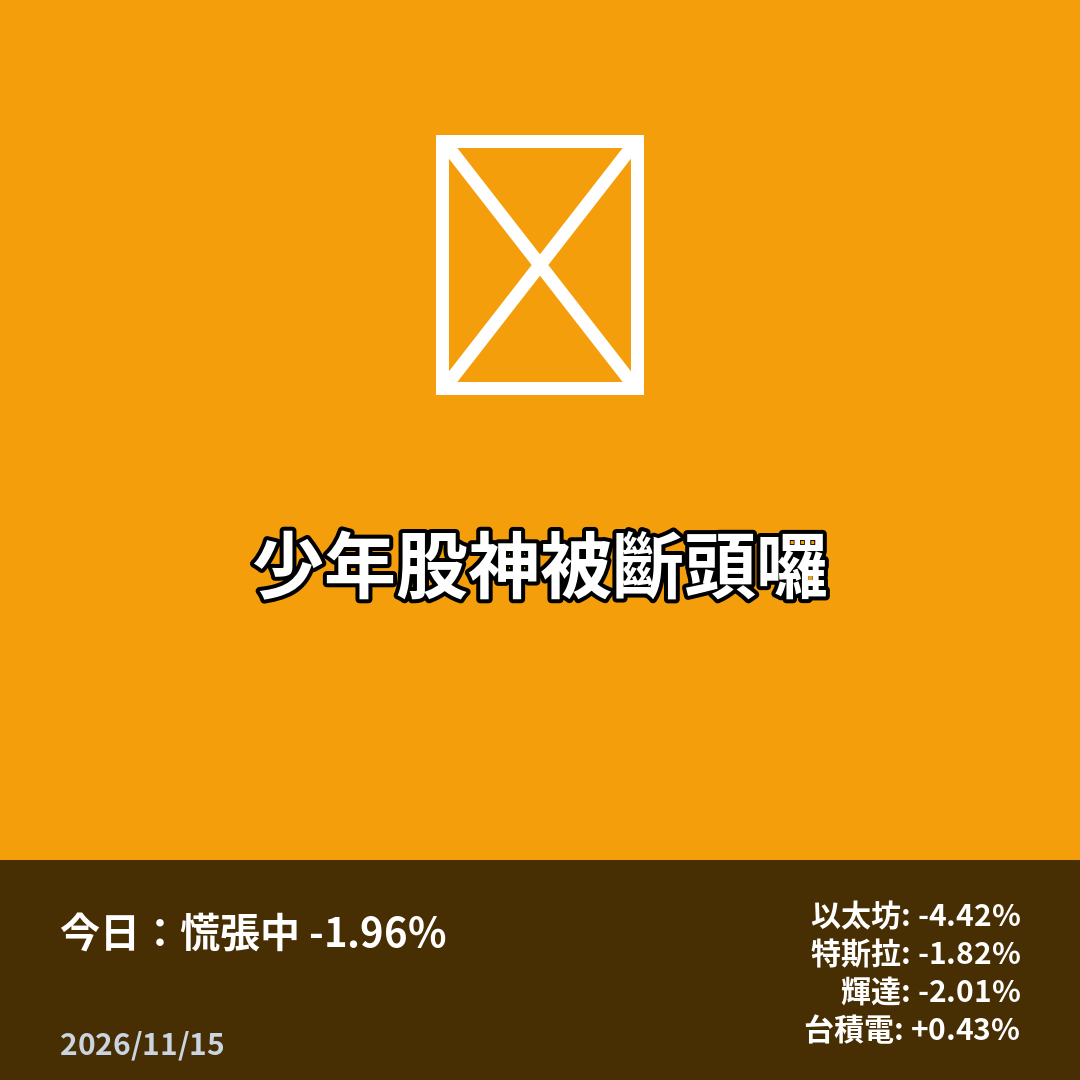 少年股神被斷頭囉
今日：慌張中 -1.96%
2026/11/15
以太坊: -4.42%
特斯拉: -1.82%
輝達: -2.01%
台積電: +0.43%